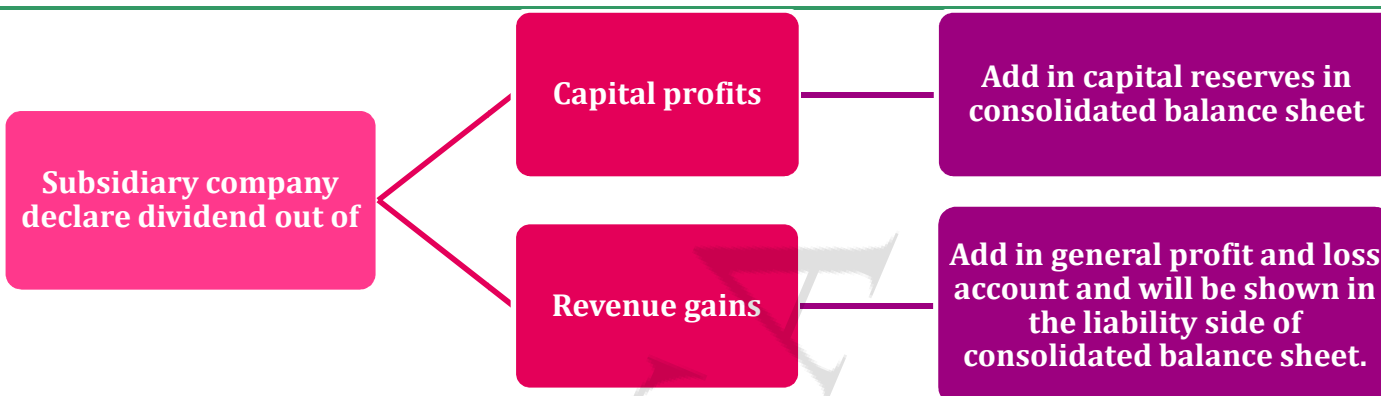 Subsidiary company
declare dividend out of
Capital profits
Add in capital reserves in
consolidated balance sheet
Revenue gains
Add in general profit and loss
account and will be shown in
the liability side of
consolidated balance sheet.